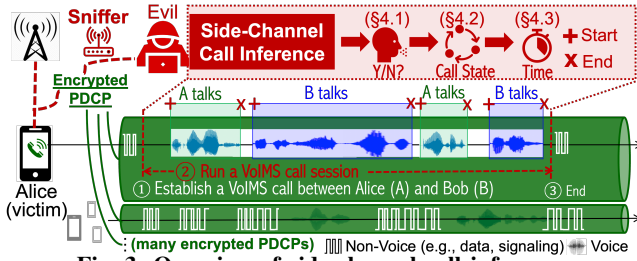 Sniffer
Evil
Side-Channel
Call Inference
(§4.1)
(§4.2)
(§4.3)
Y/N?
Call State
Time
+ Start
x End
Encrypted
PDCP
A talks
B talks
A talks
B talks
② Run a VoIMS call session
① Establish a VoIMS call between Alice (A) and Bob (B)
③ End
Alice
(victim)
(many encrypted PDCPs)
Non-Voice (e.g., data, signaling)
Voice